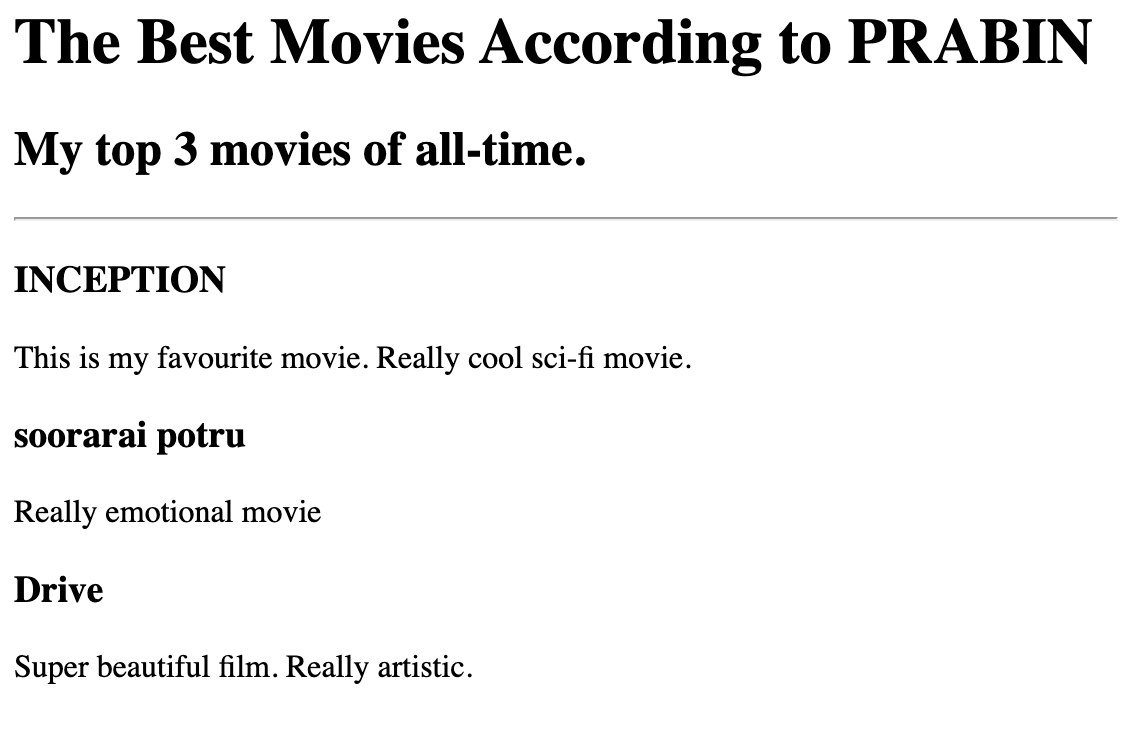 The Best Movies According to PRABIN
My top 3 movies of all-time.
INCEPTION
This is my favourite movie. Really cool sci-fi movie.
soorarai potru
Really emotional movie
Drive
Super beautiful film. Really artistic.